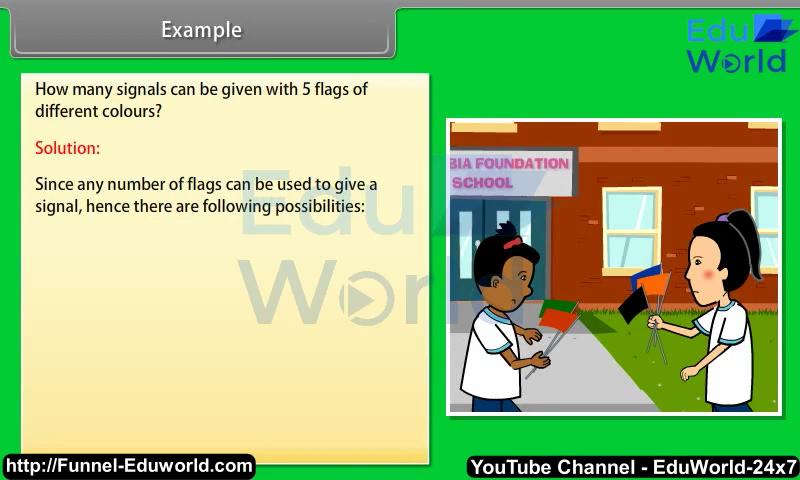 Example
Edu
World
How many signals can be given with 5 flags of
different colours?
Solution:
Since any number of flags can be used to give a
signal, hence there are following possibilities:
BIA FOUNDATION
SCHOOL
Edu
World
http://Funnel-Eduworld.com
YouTube Channel - EduWorld-24x7